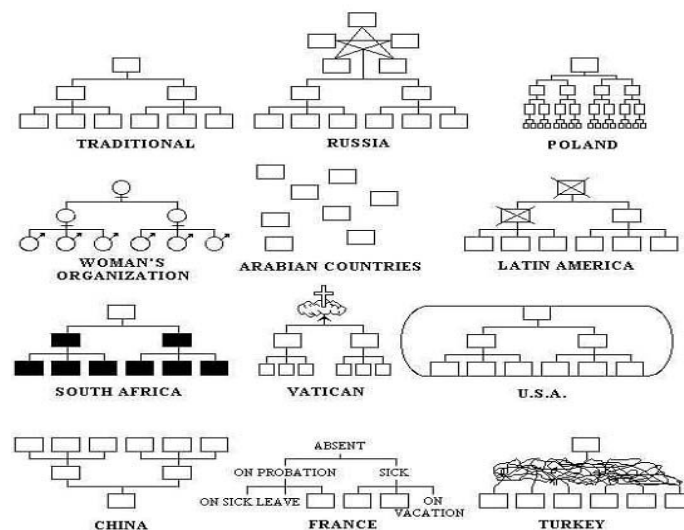 TRADITIONAL
RUSSIA
POLAND
WOMAN'S
ORGANIZATION
ARABIAN COUNTRIES
LATIN AMERICA
SOUTH AFRICA
VATICAN
U.S.A.
ABSENT
ON PROBATION
SICK
ON SICK LEAVE
ON
VACATION
CHINA
FRANCE
TURKEY